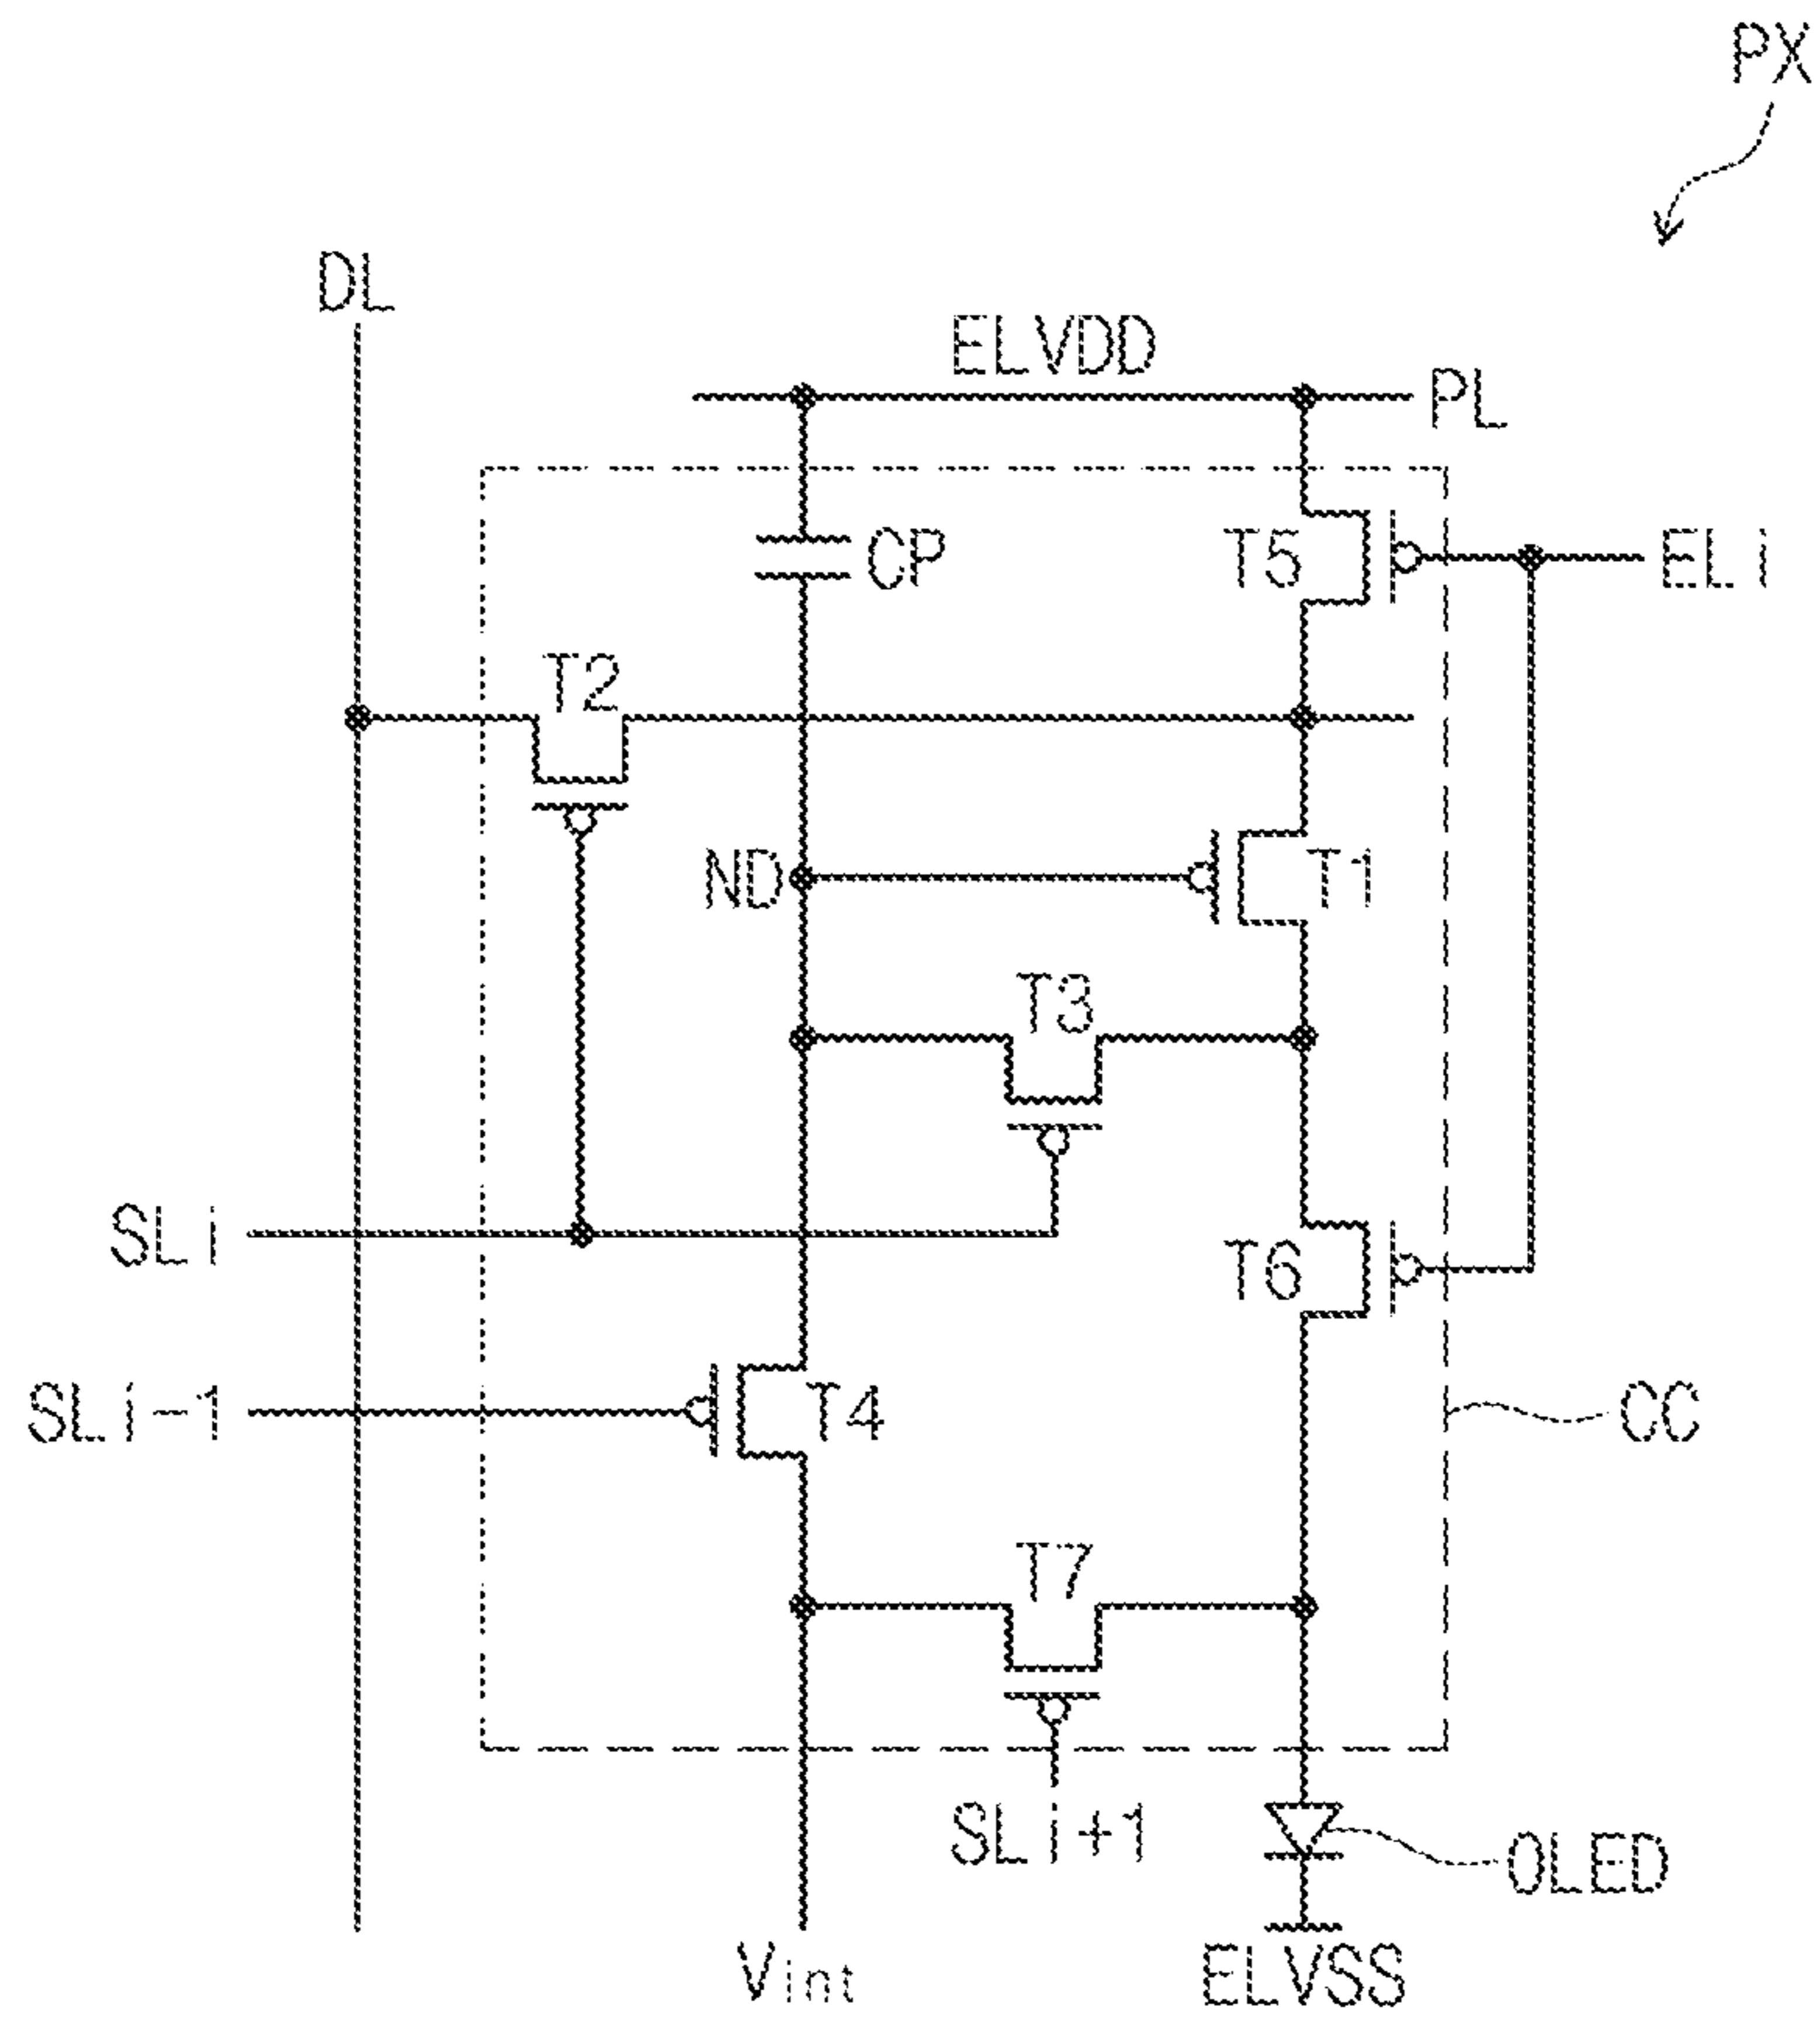 PX
DL
ELVDD
PL
CP
T5
ELi
T2
ND
T1
T3
SLi
T6
SLi-1
T4
CC
T7
SLi+1
OLED
Vint
ELVSS